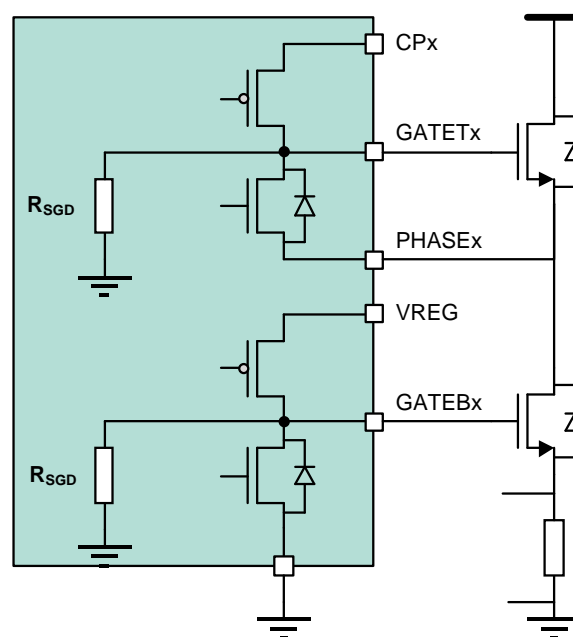 CPx
GATETx
RSGD
PHASEx
VREG
GATEBx
RSGD